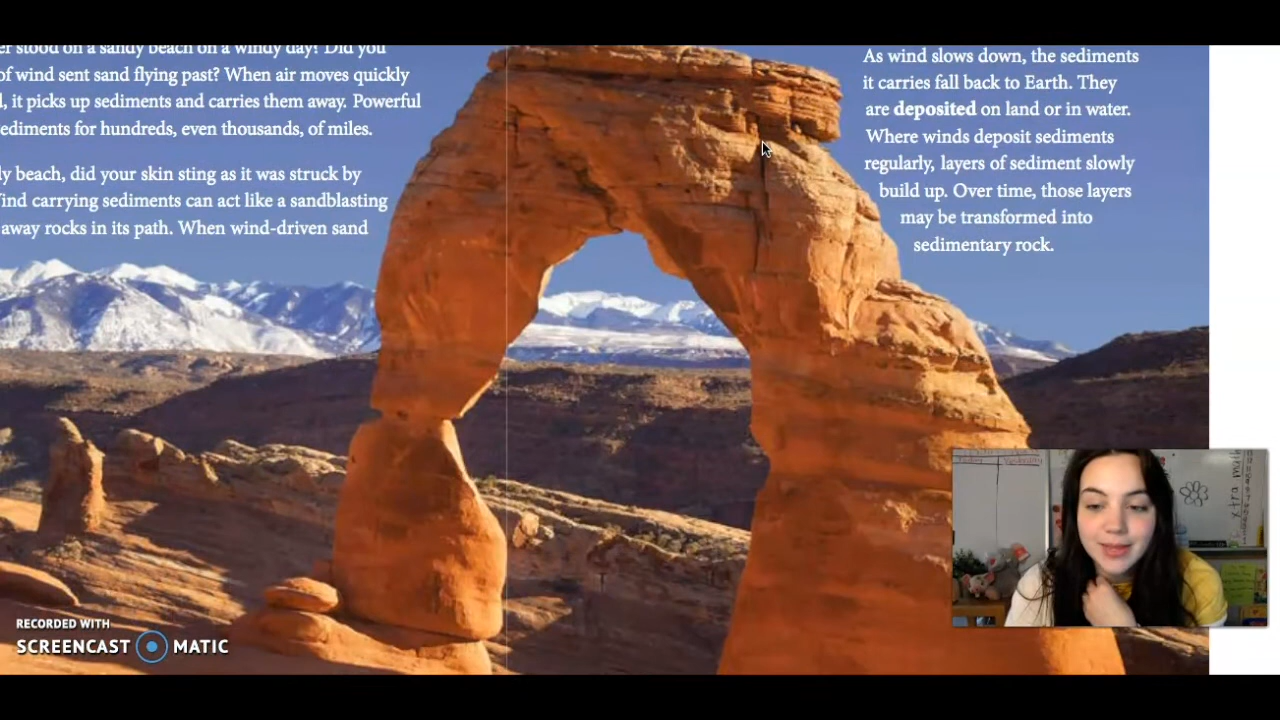 er stood on a sandy beach on a windy day? Did you
of wind sent sand flying past? When air moves quickly
, it picks up sediments and carries them away. Powerful
ediments for hundreds, even thousands, of miles.
ly beach, did your skin sting as it was struck by
ind carrying sediments can act like a sandblasting
away rocks in its path. When wind-driven sand
As wind slows down, the sediments
it carries fall back to Earth. They
are deposited on land or in water.
Where winds deposit sediments
regularly, layers of sediment slowly
build up. Over time, those layers
may be transformed into
sedimentary rock.
xtra math
RECORDED WITH
SCREENCAST MATIC